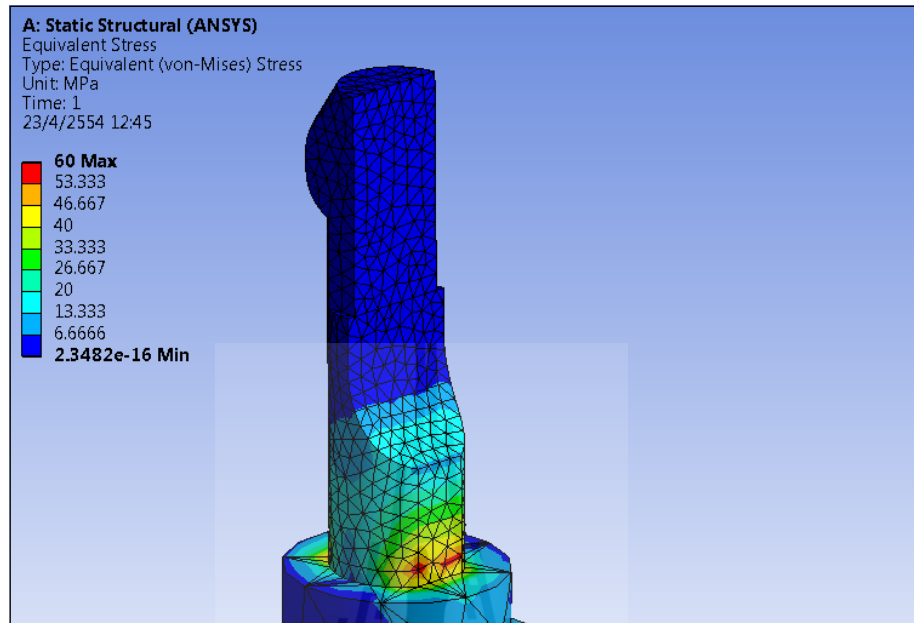 A: Static Structural (ANSYS)
Equivalent Stress
Type: Equivalent (von-Mises) Stress
Unit: MPa
Time: 1
23/4/2554 12:45
60 Max
53.333
46.667
40
33.333
26.667
20
13.333
6.6666
2.3482e-16 Min